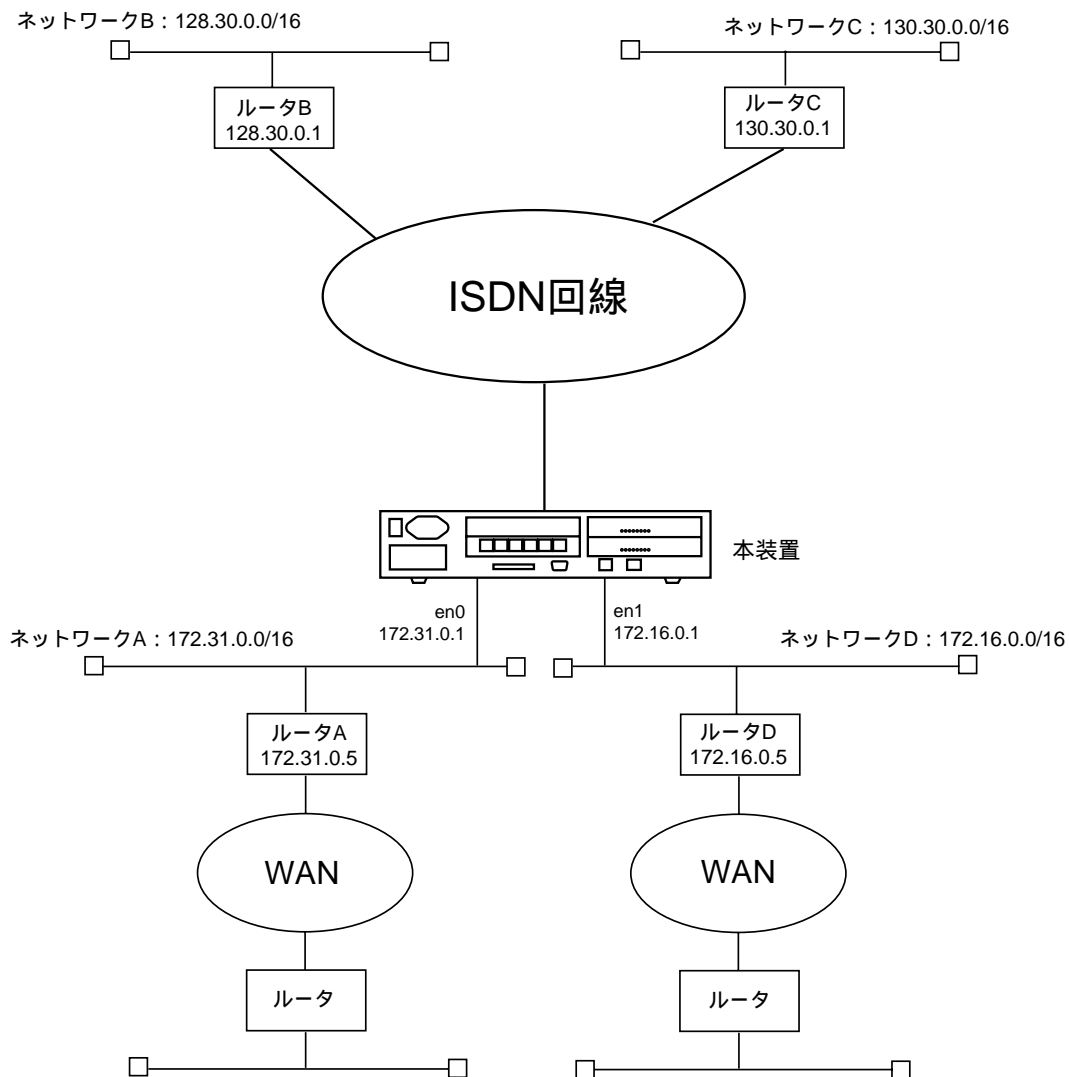 ネットワークB：128.30.0.0/16
ネットワークC：130.30.0.0/16
ルータB
128.30.0.1
ルータC
130.30.0.1
ISDN回線
本装置
en0
172.31.0.1
en1
172.16.0.1
ネットワークA：172.31.0.0/16
ネットワークD：172.16.0.0/16
ルータA
172.31.0.5
ルータD
172.16.0.5
WAN
WAN
ルータ
ルータ